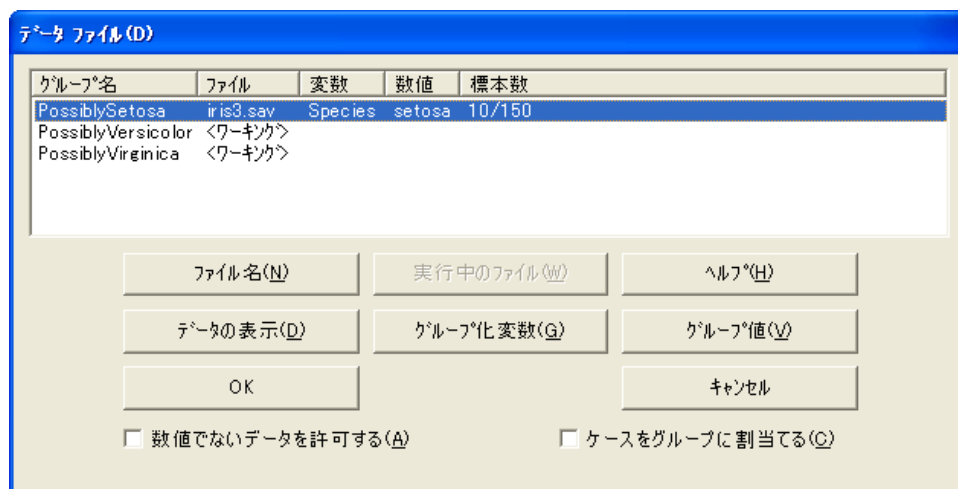 データ ファイル(D)
グループ名 ファイル 変数 数値 標本数
PossiblySetosa iris3.sav Species setosa 10/150
PossiblyVersicolor <ワーキング>
PossiblyVirginica <ワーキング>
ファイル名(N) 実行中のファイル(W) ヘルプ(H)
データの表示(D) グループ化変数(G) グループ値(V)
OK キャンセル
数値でないデータを許可する(A) ケースをグループに割当てる(C)